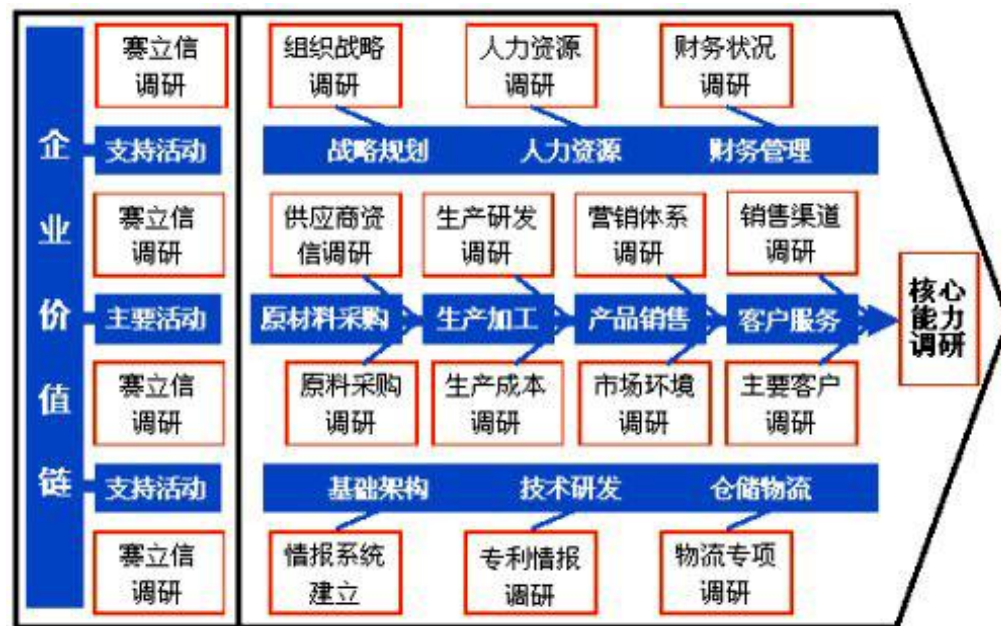 企业价值链
赛立信
调研
组织战略
调研
人力资源
调研
财务状况
调研
支持活动
战略规划
人力资源
财务管理
赛立信
调研
供应商资
信调研
生产研发
调研
营销体系
调研
销售渠道
调研
主要活动
原材料采购
生产加工
产品销售
客户服务
核心
能力
调研
赛立信
调研
原料采购
调研
生产成本
调研
市场环境
调研
主要客户
调研
支持活动
基础架构
技术研发
仓储物流
赛立信
调研
情报系统
建立
专利情报
调研
物流专项
调研